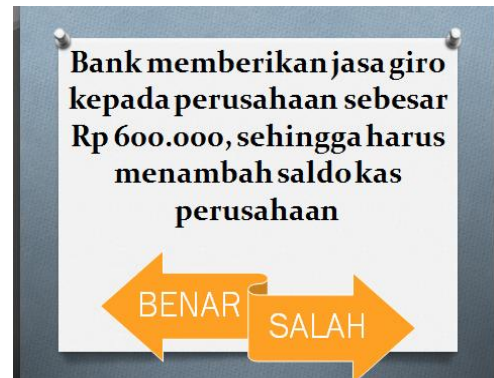 Bank memberikan jasa giro
kepada perusahaan sebesar
Rp 600.000, sehingga harus
menambah saldo kas
perusahaan
BENAR
SALAH